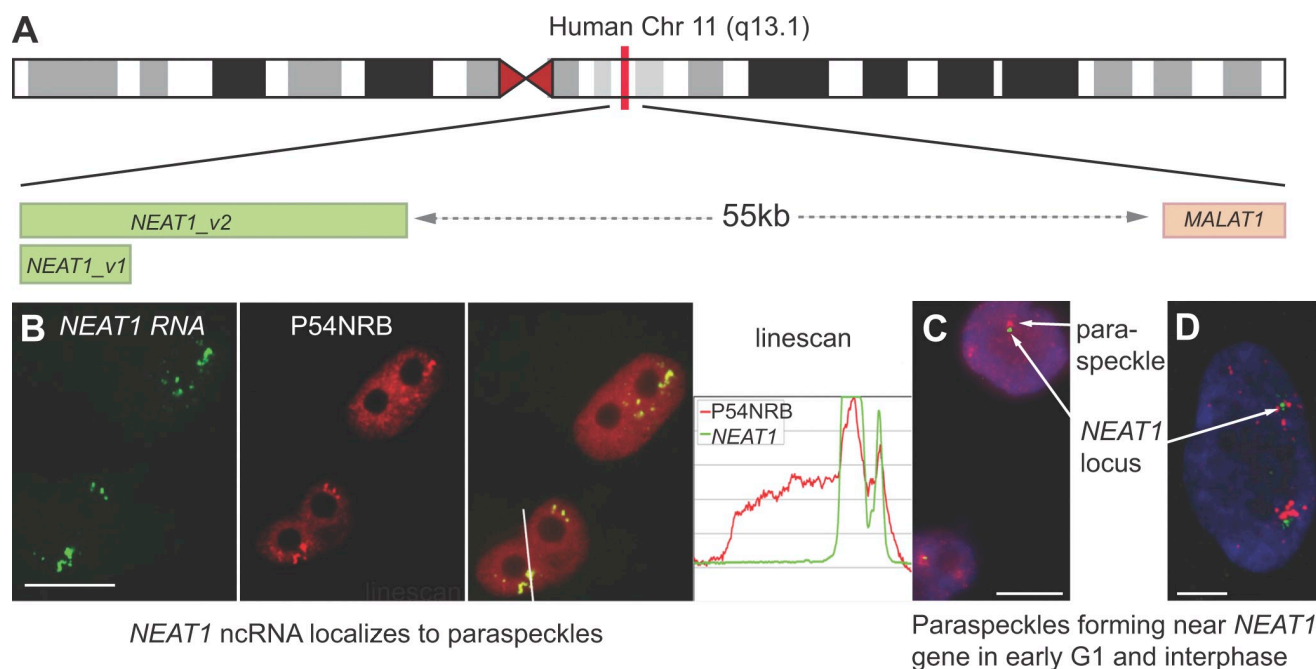 A
Human Chr 11 (q13.1)
NEAT1_v2
55kb
MALAT1
NEAT1_v1
B
NEAT1 RNA
P54NRB
linescan
linescan
P54NRB
NEAT1
C
para-
speckle
NEAT1
locus
D
NEAT1 ncRNA localizes to paraspeckles
Paraspeckles forming near NEAT1
gene in early G1 and interphase